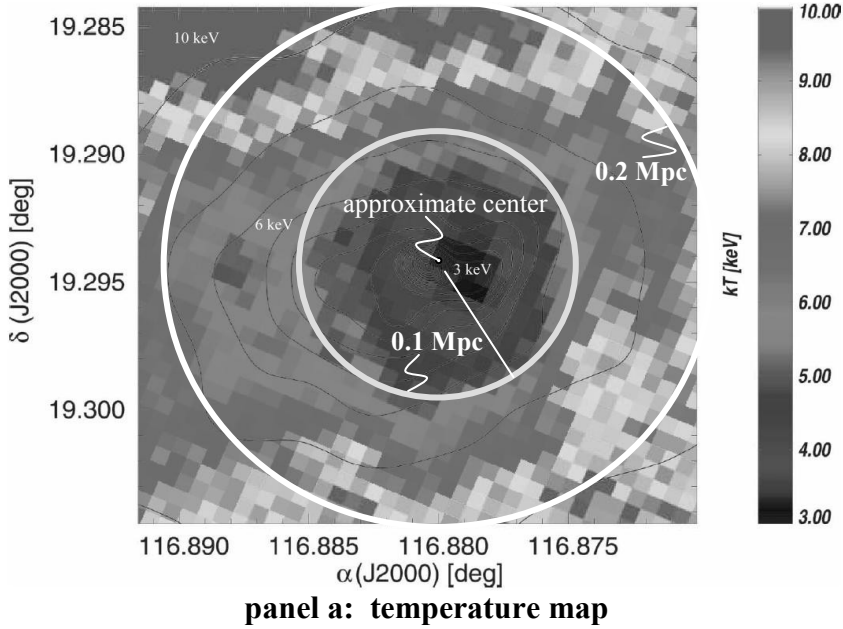 10.00
19.285
10 keV
9.00
19.290
0.2 Mpc
8.00
approximate center
6 keV
7.00
3 keV
19.295
δ (J2000) [deg]
kT [keV]
6.00
0.1 Mpc
5.00
19.300
4.00
3.00
116.890 116.885 116.880 116.875
α(J2000) [deg]
panel a: temperature map